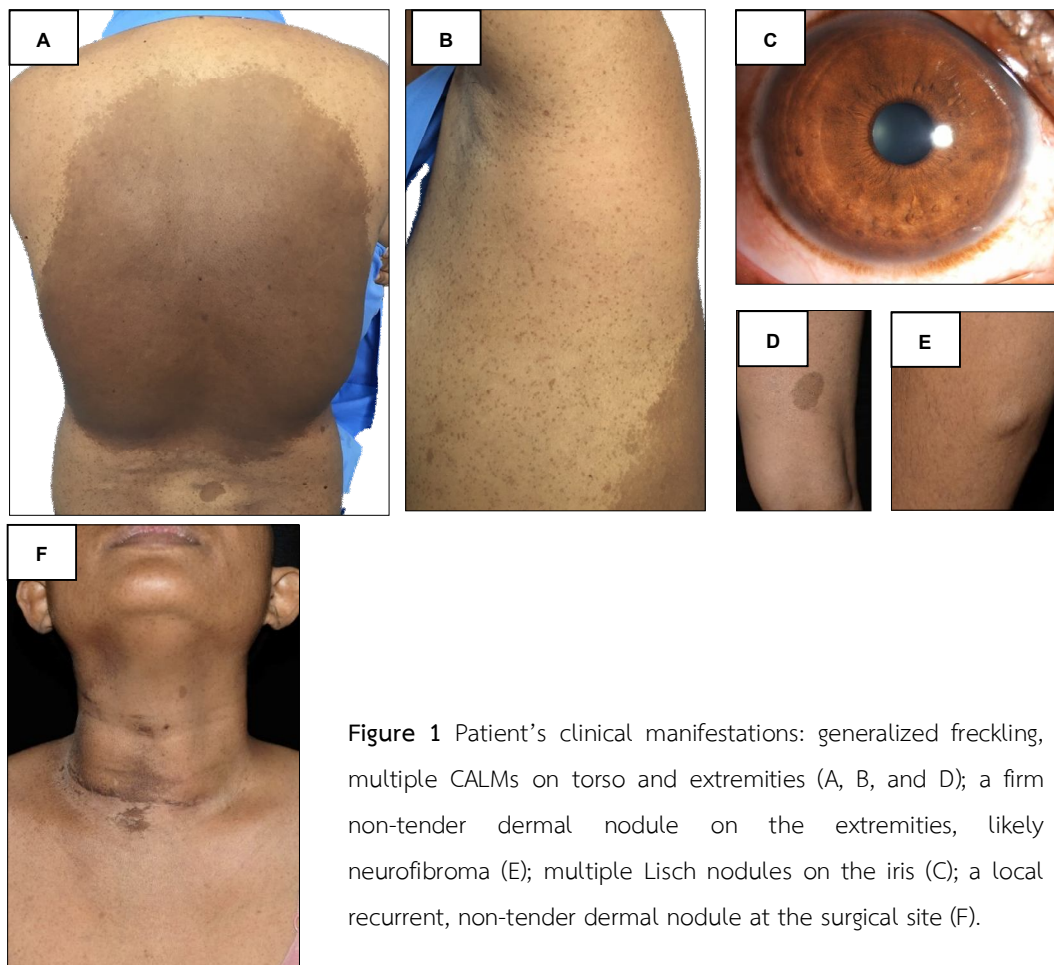 A
B
C
D
E
F
Figure 1 Patient’s clinical manifestations: generalized freckling,
multiple CALMs on torso and extremities (A, B, and D); a firm
non-tender dermal nodule on the extremities, likely
neurofibroma (E); multiple Lisch nodules on the iris (C); a local
recurrent, non-tender dermal nodule at the surgical site (F).